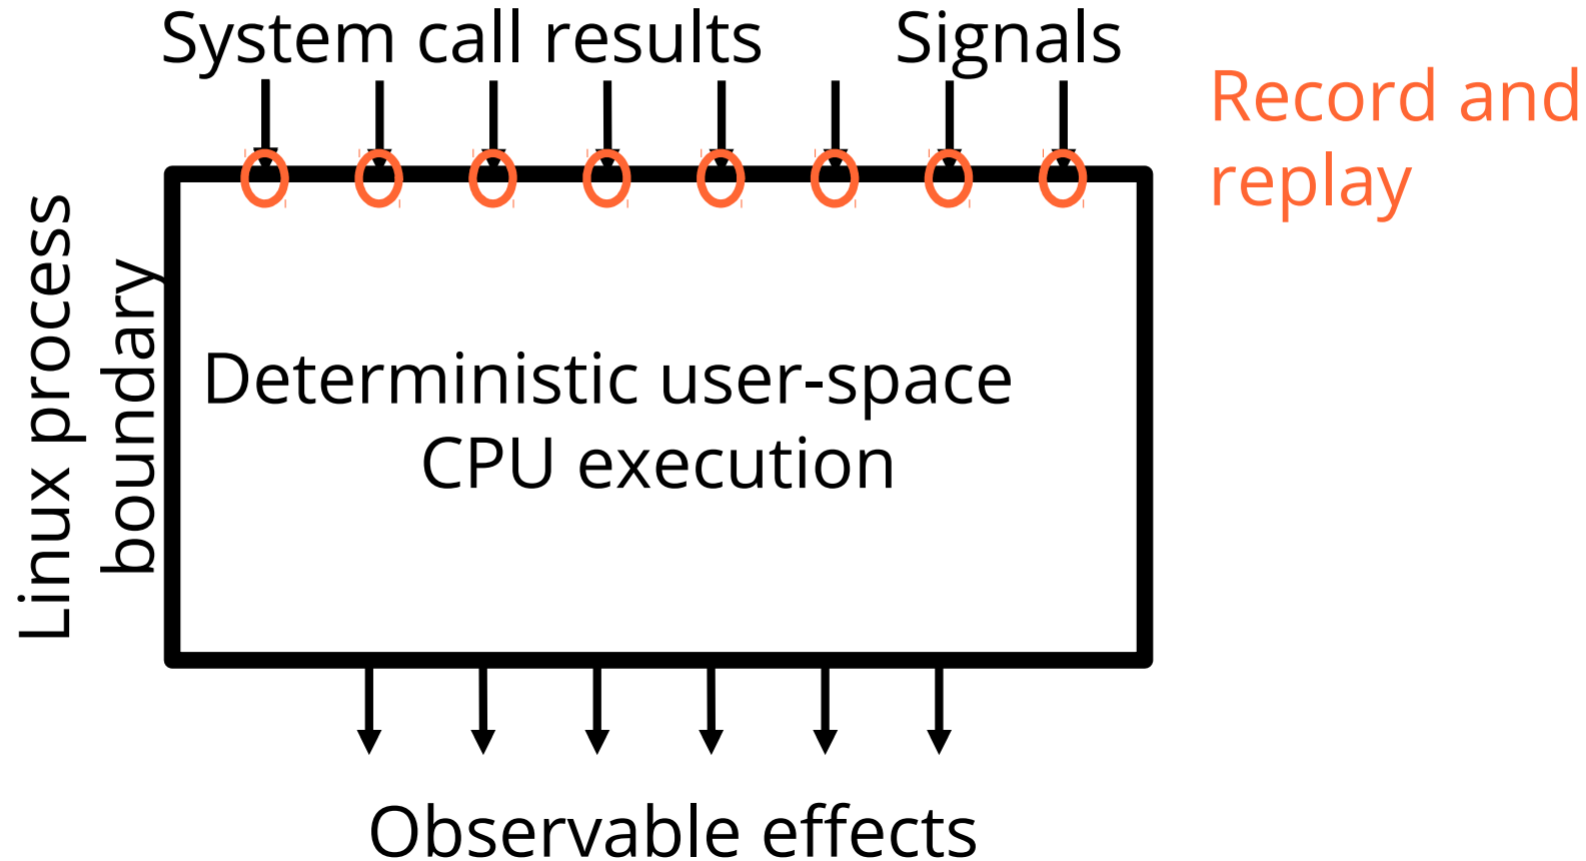 System call results
Signals
Record and
replay
Linux process
boundary
Deterministic user-space
CPU execution
Observable effects